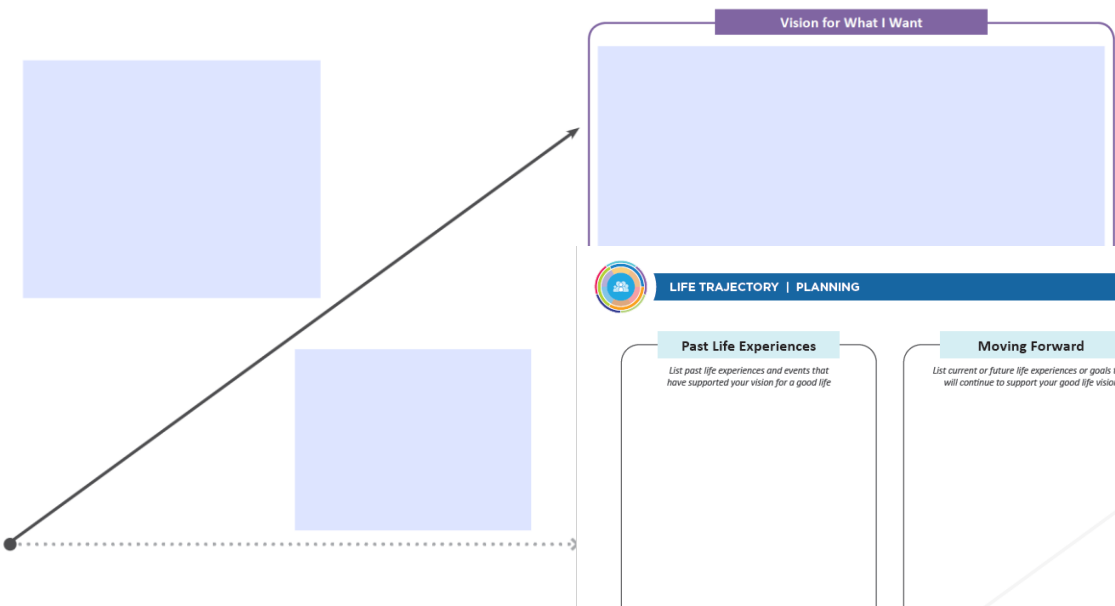 Vision for What I Want
LIFE TRAJECTORY | PLANNING
Past Life Experiences
List past life experiences and events that
have supported your vision for a good life
Moving Forward
List current or future life experiences or goals
will continue to support your good life